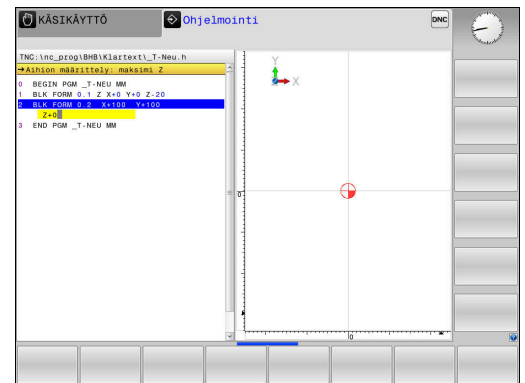 KÄSIKÄYTTÖ
Ohjelmointi
DNC
TNC:\nc_prog\BHB\Klartext\_T-Neu.h
→Aihion määrittely: maksimi Z
0 BEGIN PGM _T-NEU MM
1 BLK FORM 0.1 Z X+0 Y+0 Z-20
2 BLK FORM 0.2 X+100 Y+100
Z+0
3 END PGM _T-NEU MM
Y
X
0
0